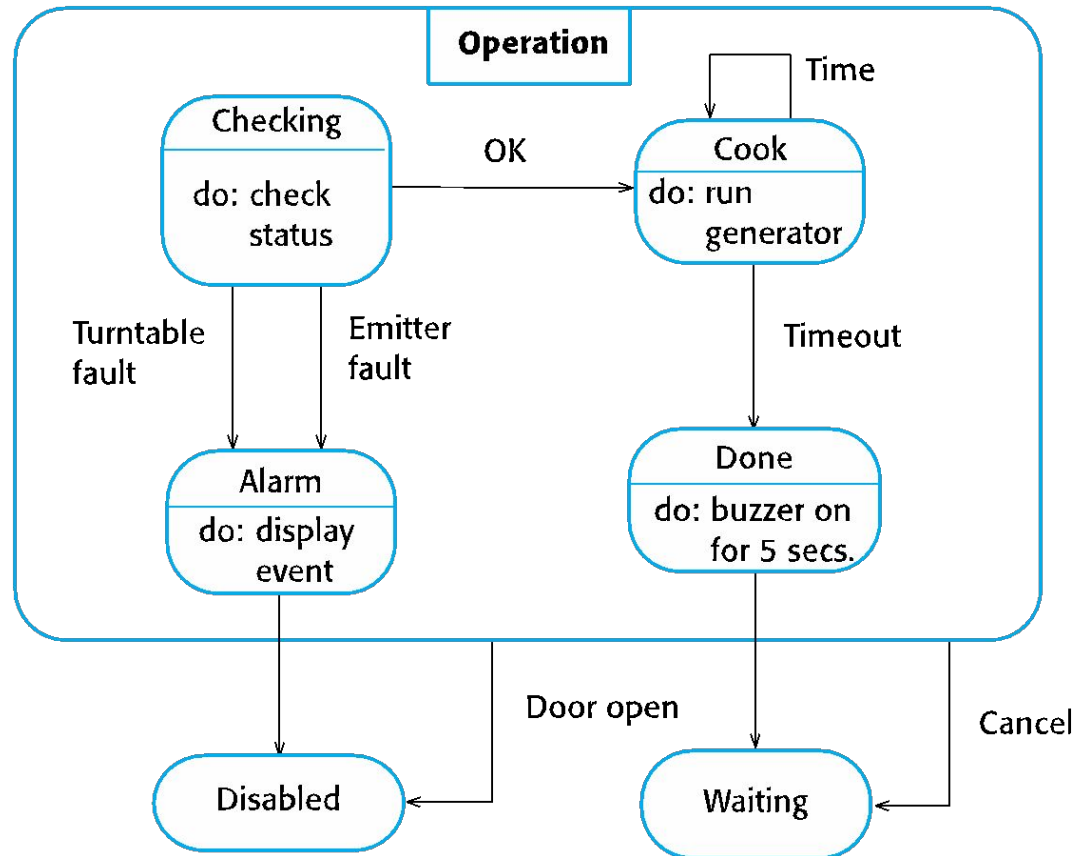 Operation
Checking
do: check
status
OK
Time
Cook
do: run
generator
Turntable
fault
Emitter
fault
Timeout
Alarm
do: display
event
Done
do: buzzer on
for 5 secs.
Door open
Cancel
Disabled
Waiting